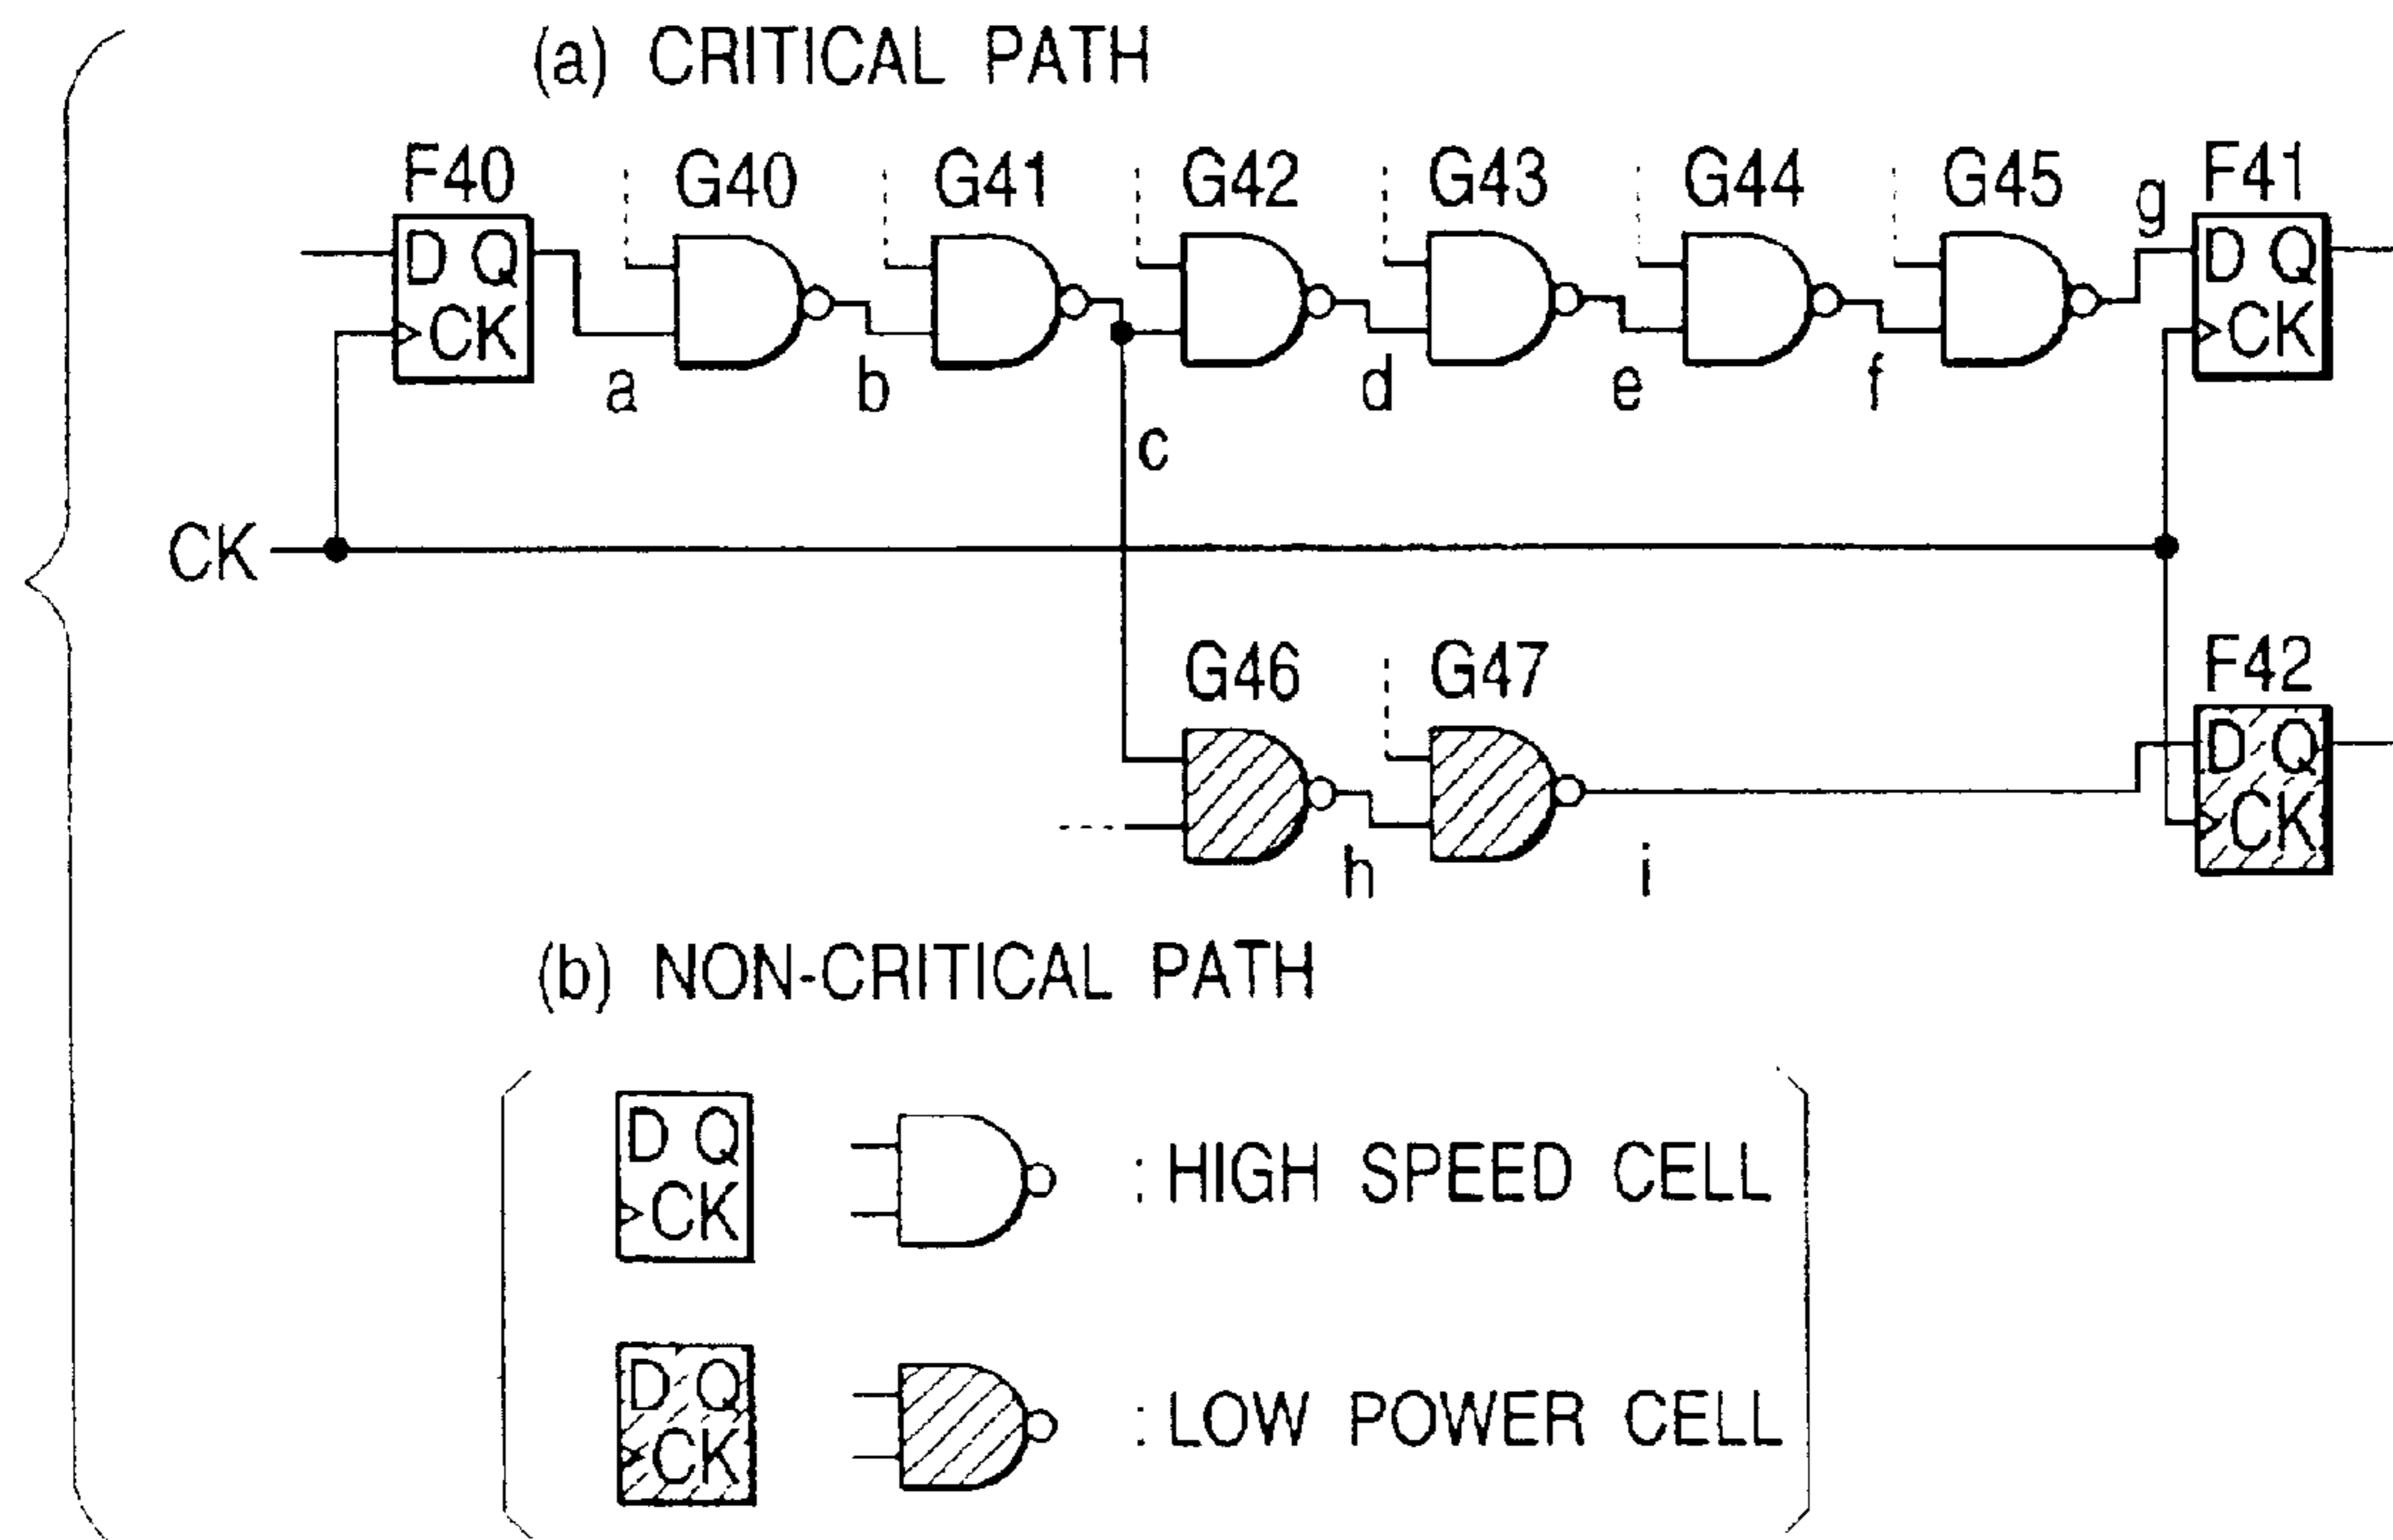 (a) CRITICAL PATH
F40 G40 G41 G42 G43 G44 G45 g F41
D Q D Q
CK CK
a b d e f
c
CK
G46 G47 F42
D Q
CK
h i
(b) NON-CRITICAL PATH
D Q
CK : HIGH SPEED CELL
D Q
CK : LOW POWER CELL